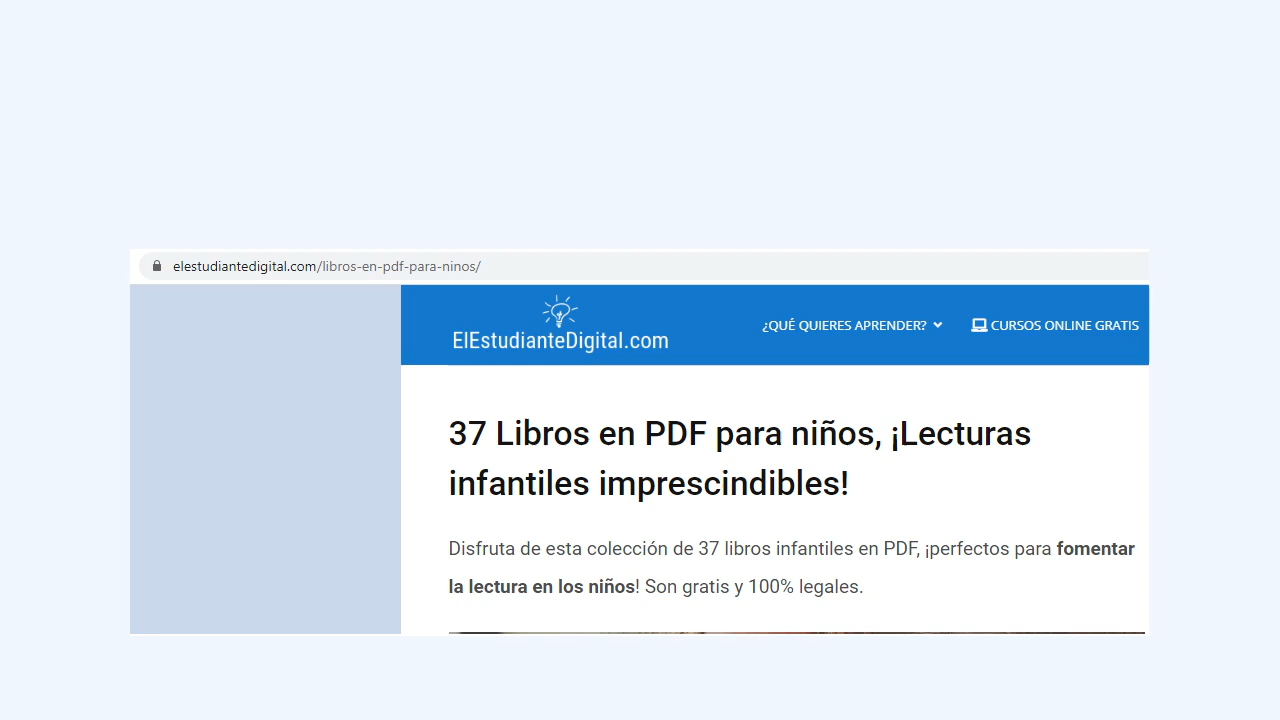 elestudiantedigital.com/libros-en-pdf-para-ninos/
ElEstudianteDigital.com
¿QUÉ QUIERES APRENDER?
CURSOS ONLINE GRATIS
37 Libros en PDF para niños, ¡Lecturas
infantiles imprescindibles!
Disfruta de esta colección de 37 libros infantiles en PDF, ¡perfectos para fomentar
la lectura en los niños! Son gratis y 100% legales.